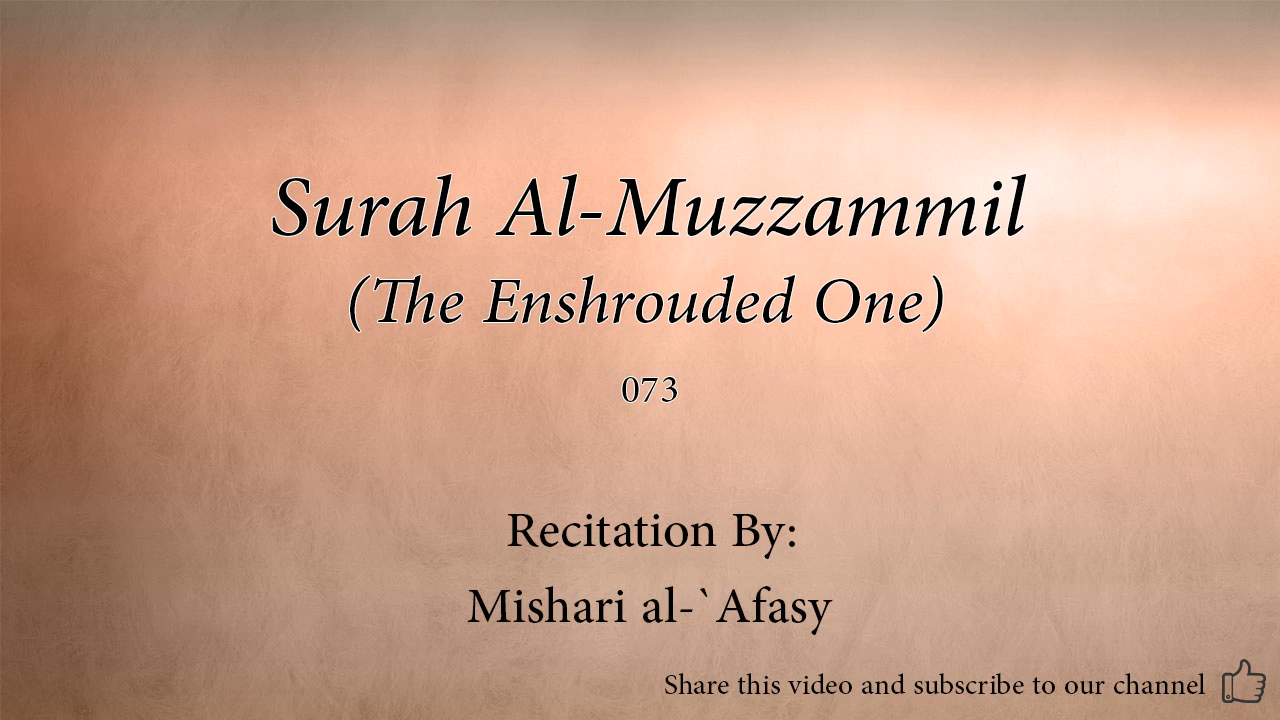 Surah Al-Muzzammil
(The Enshrouded One)
073
Recitation By:
Mishari al-`Afasy
Share this video and subscribe to our channel